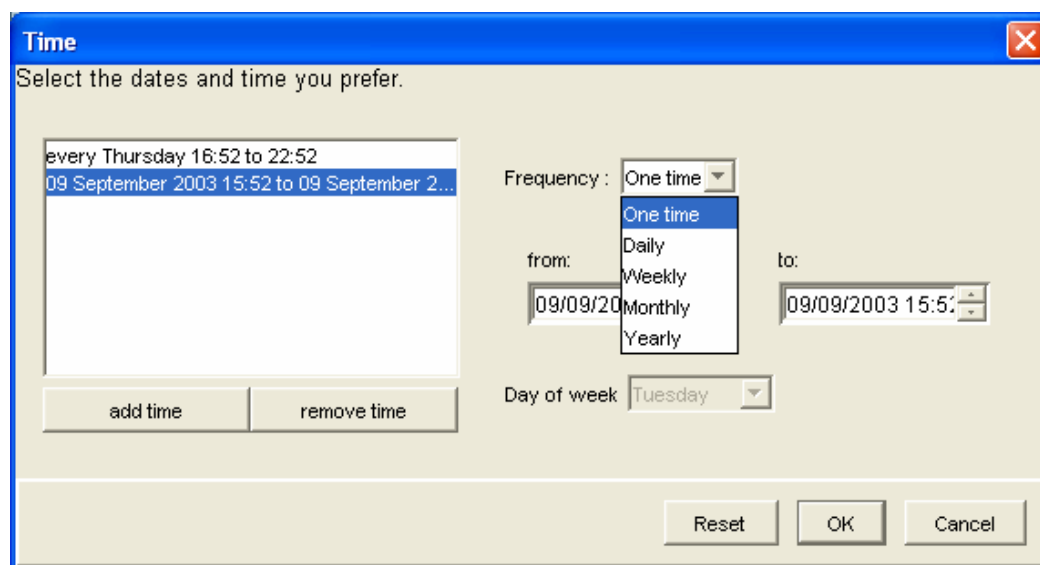 Time
Select the dates and time you prefer.
every Thursday 16:52 to 22:52
09 September 2003 15:52 to 09 September 2...
add time
remove time
Frequency :
One time
One time
Daily
Weekly
Monthly
Yearly
from:
09/09/20
to:
09/09/2003 15:52
Day of week
Tuesday
Reset
OK
Cancel